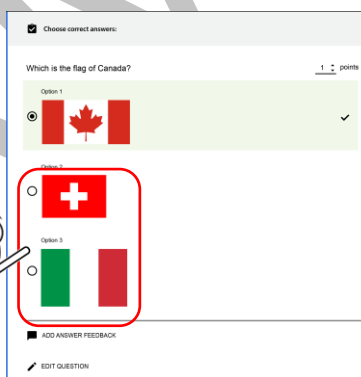 Choose correct answers:
Which is the flag of Canada?
1 points
Option 1
Option 2
Option 3
ADD ANSWER FEEDBACK
EDIT QUESTION